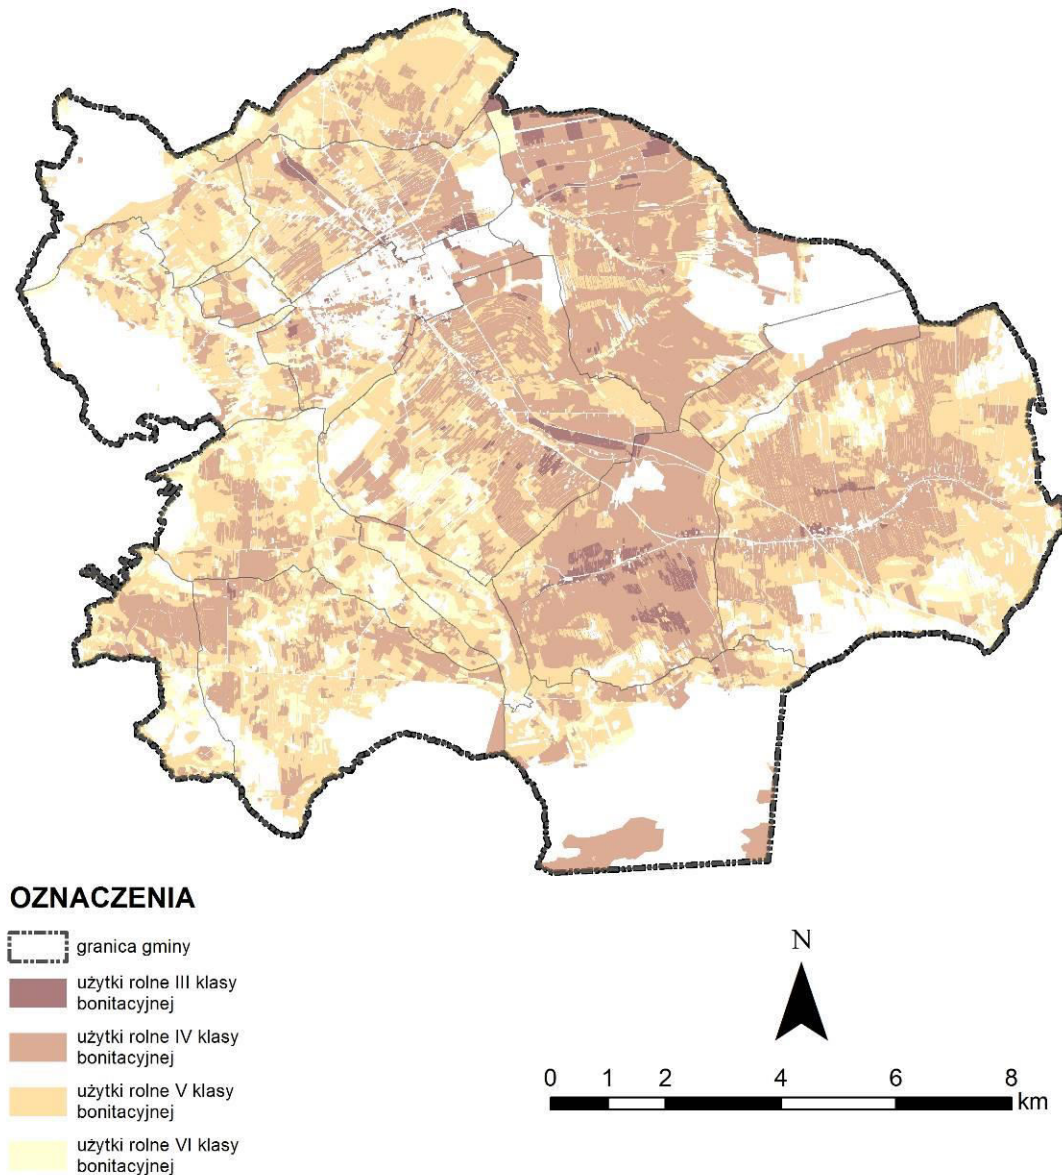 OZNACZENIA
granica gminy
użytki rolne III klasy
bonitacyjnej
użytki rolne IV klasy
bonitacyjnej
użytki rolne V klasy
bonitacyjnej
użytki rolne VI klasy
bonitacyjnej
N
0 1 2 4 6 8
km